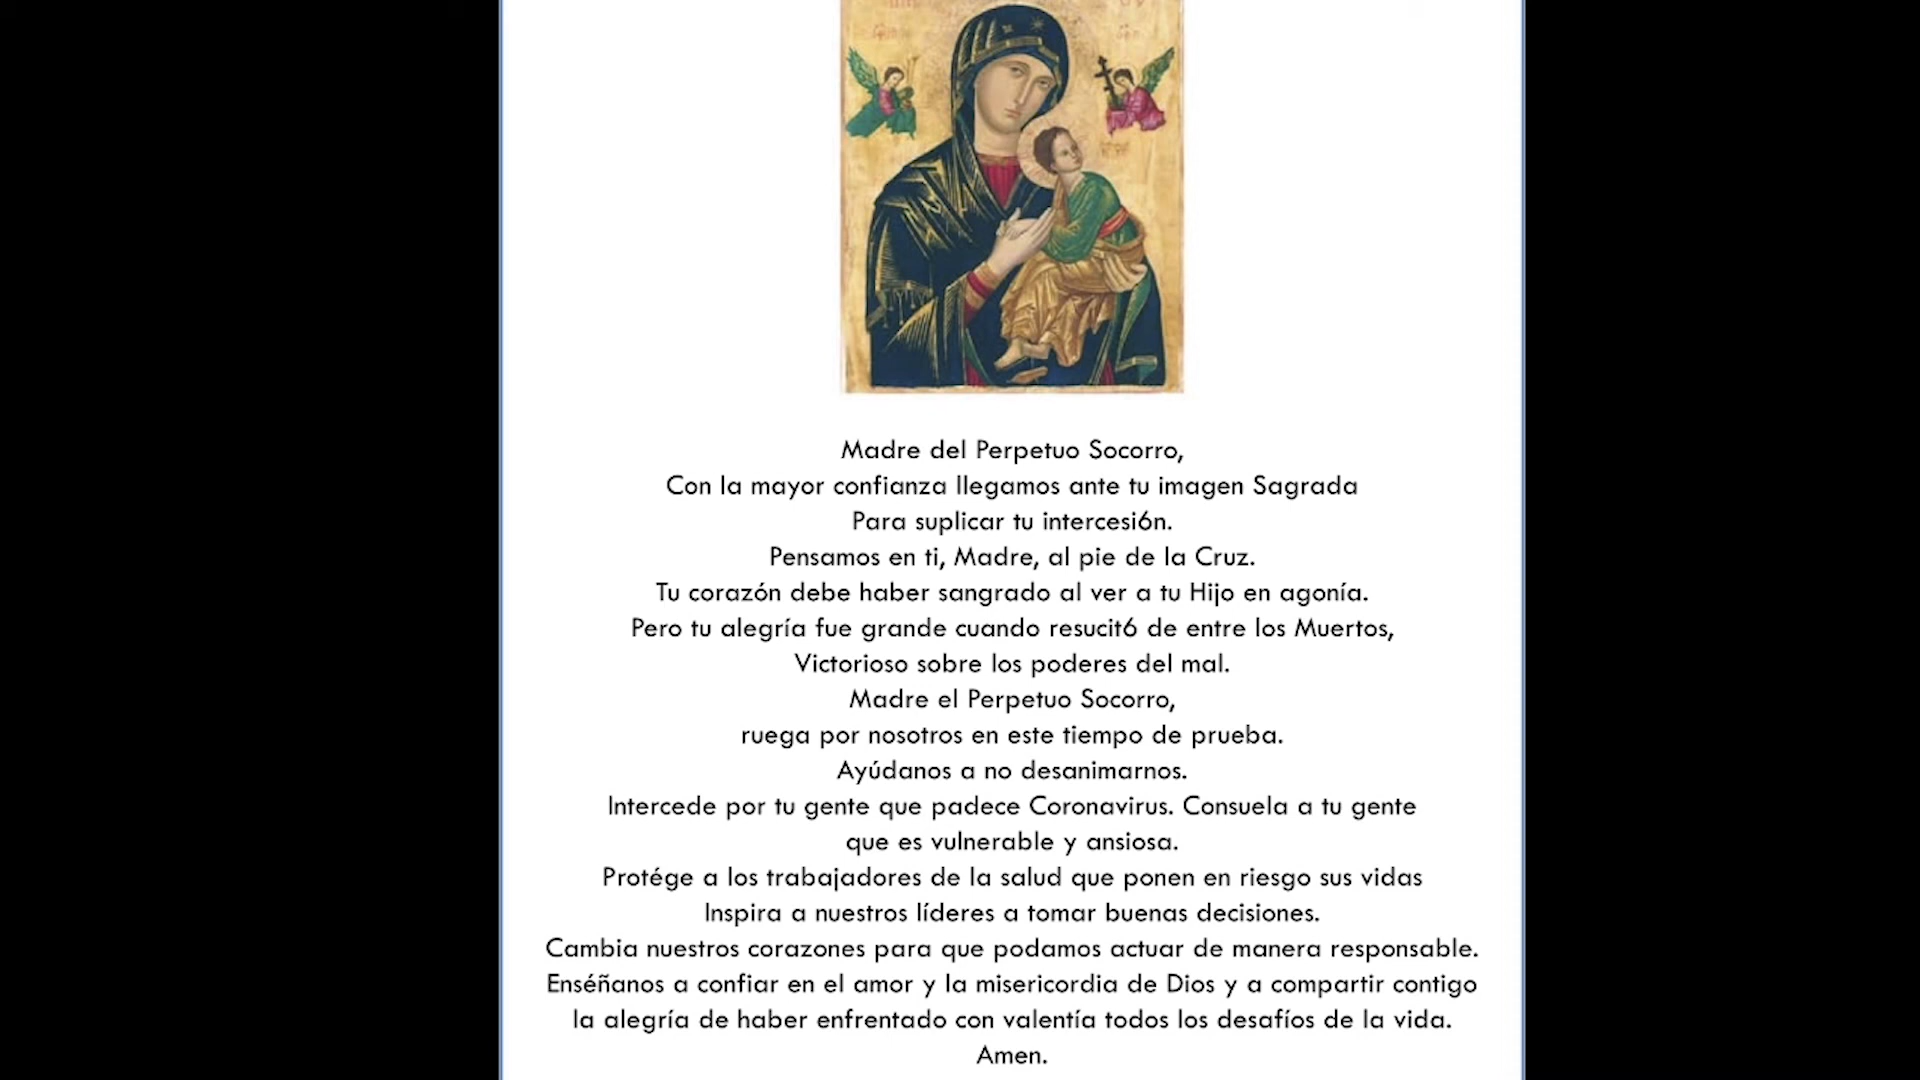 Madre del Perpetuo Socorro,
Con la mayor confianza llegamos ante tu imagen Sagrada
Para suplicar tu intercesi6n.
Pensamos en ti, Madre, al pie de la Cruz.
Tu corazón debe haber sangrado al ver a tu Hijo en agonía.
Pero tu alegría fue grande cuando resucit6 de entre los Muertos,
Victorioso sobre los poderes del mal.
Madre el Perpetuo Socorro,
ruega por nosotros en este tiempo de prueba.
Ayúdanos a no desanimarnos.
Intercede por tu gente que padece Coronavirus. Consuela a tu gente
que es vulnerable y ansiosa.
Protége a los trabajadores de la salud que ponen en riesgo sus vidas
Inspira a nuestros líderes a tomar buenas decisiones.
Cambia nuestros corazones para que podamos actuar de manera responsable.
Enséñanos a confiar en el amor y la misericordia de Dios y a compartir contigo
la alegría de haber enfrentado con valentía todos los desafíos de la vida.
Amen.